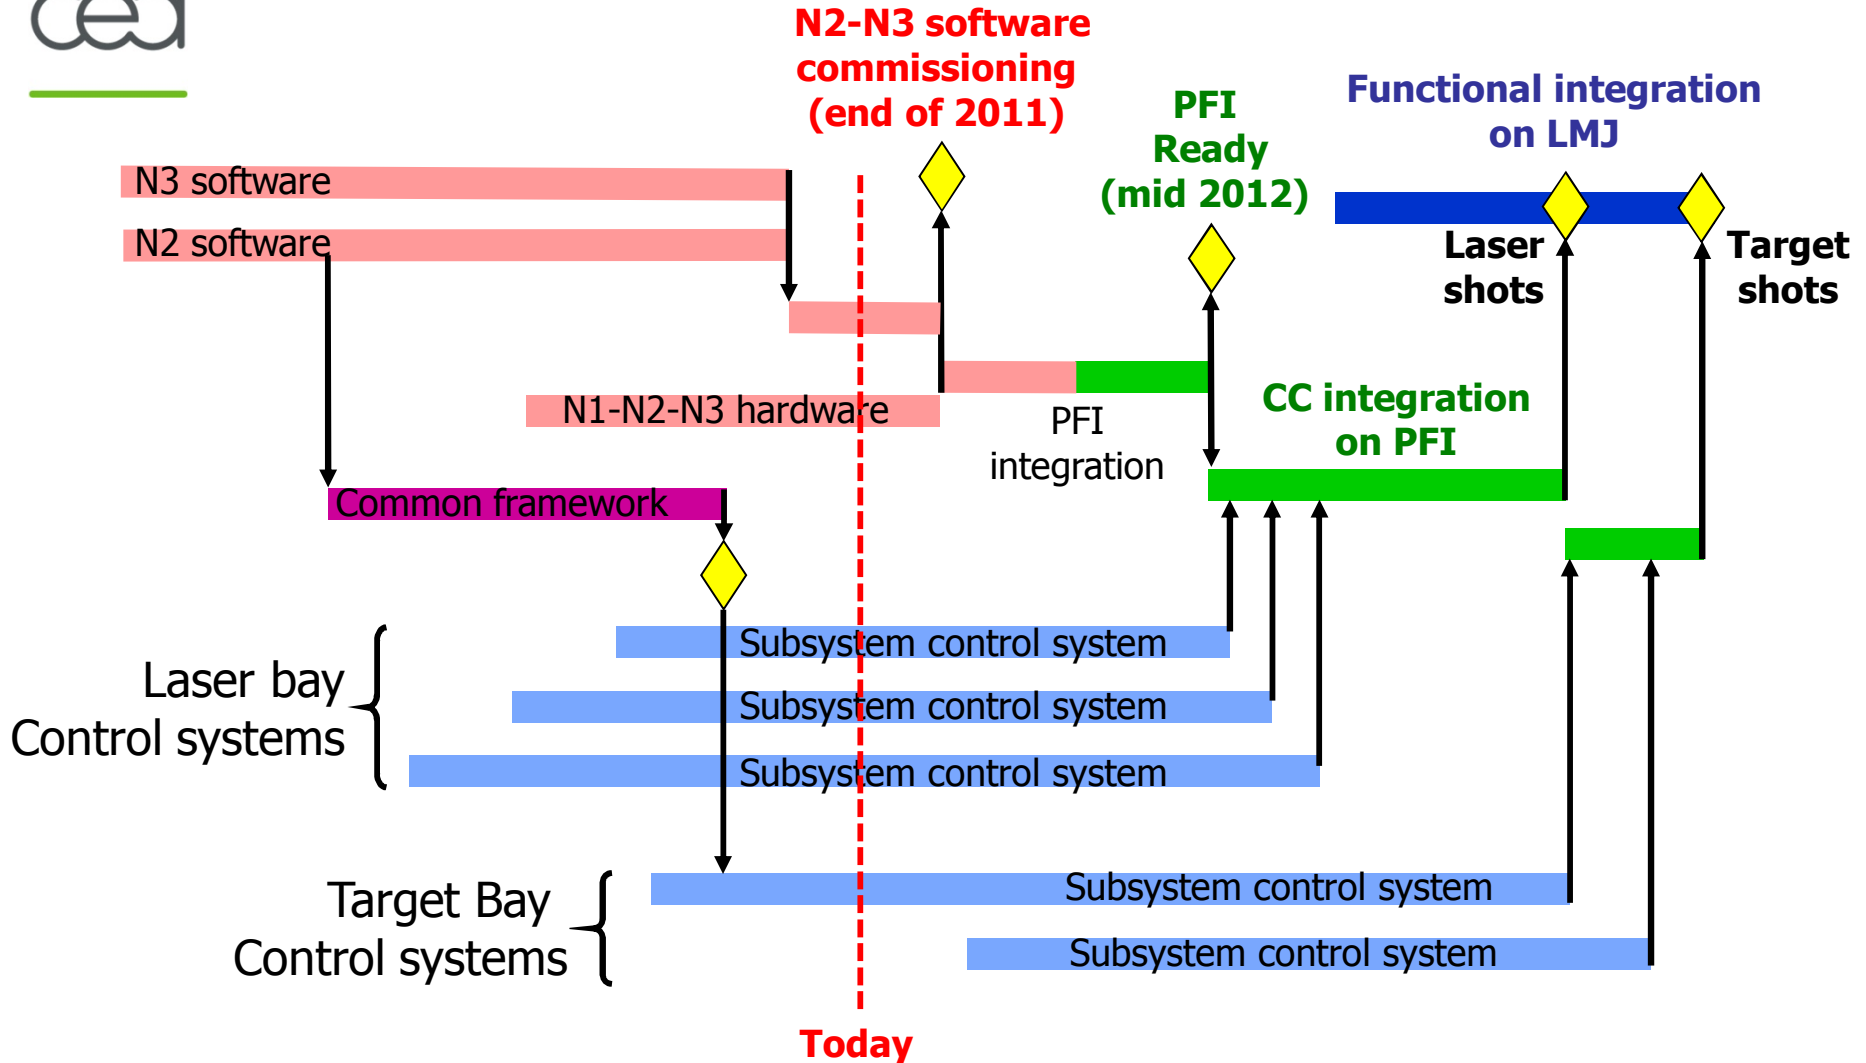 cea
N2-N3 software
commissioning
(end of 2011)
PFI
Ready
(mid 2012)
Functional integration
on LMJ
N3 software
N2 software
Laser
shots
Target
shots
N1-N2-N3 hardware
PFI
integration
CC integration
on PFI
Common framework
Laser bay
Control systems
Subsystem control system
Subsystem control system
Subsystem control system
Target Bay
Control systems
Subsystem control system
Subsystem control system
Today